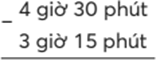 4 giờ 30 phút
–
3 giờ 15 phút